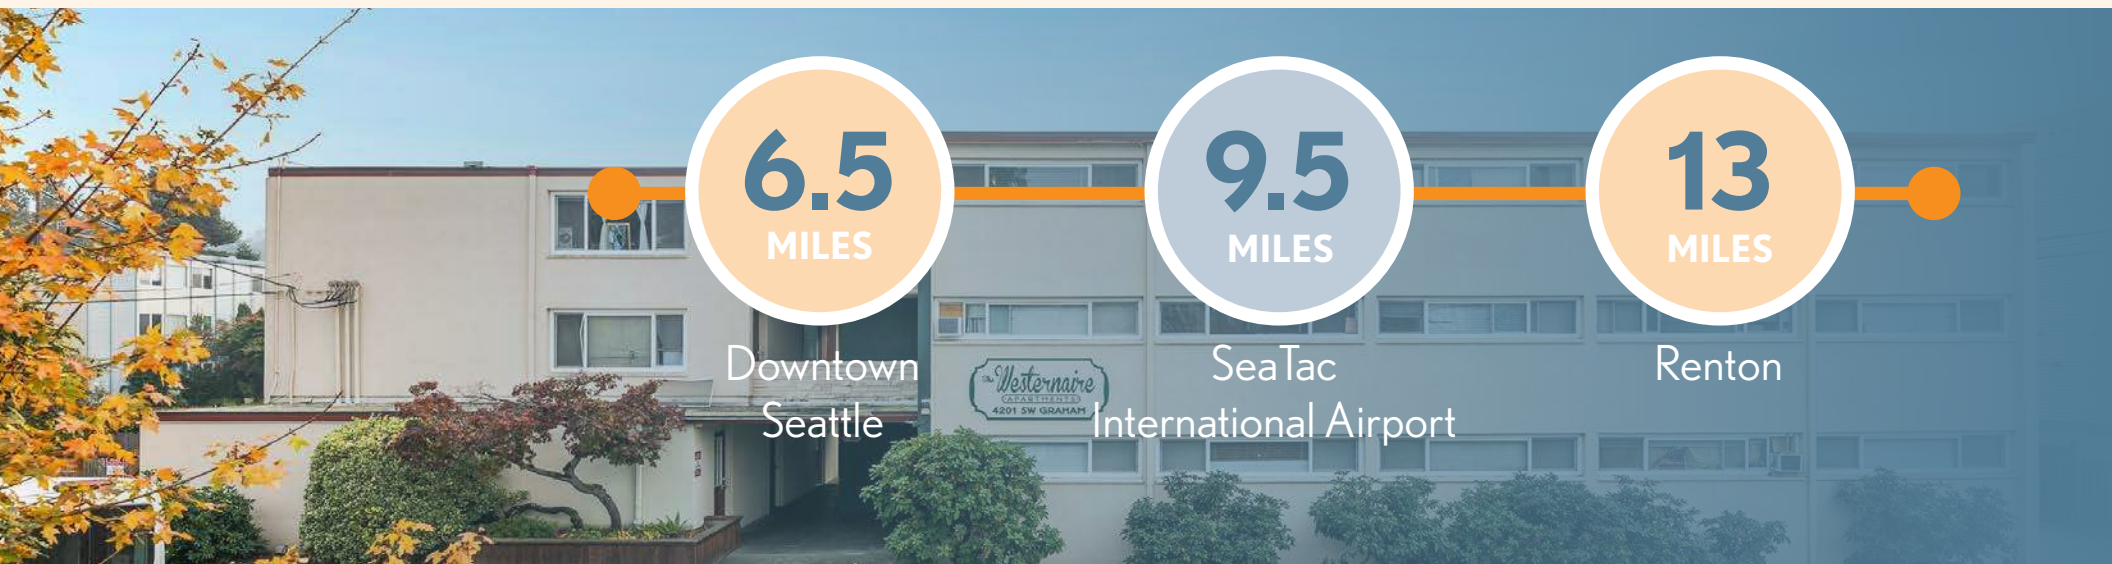 6.5
MILES
Downtown
Seattle
9.5
MILES
SeaTac
International Airport
13
MILES
Renton
The Westernaire
APARTMENTS
4201 SW GRAHAM